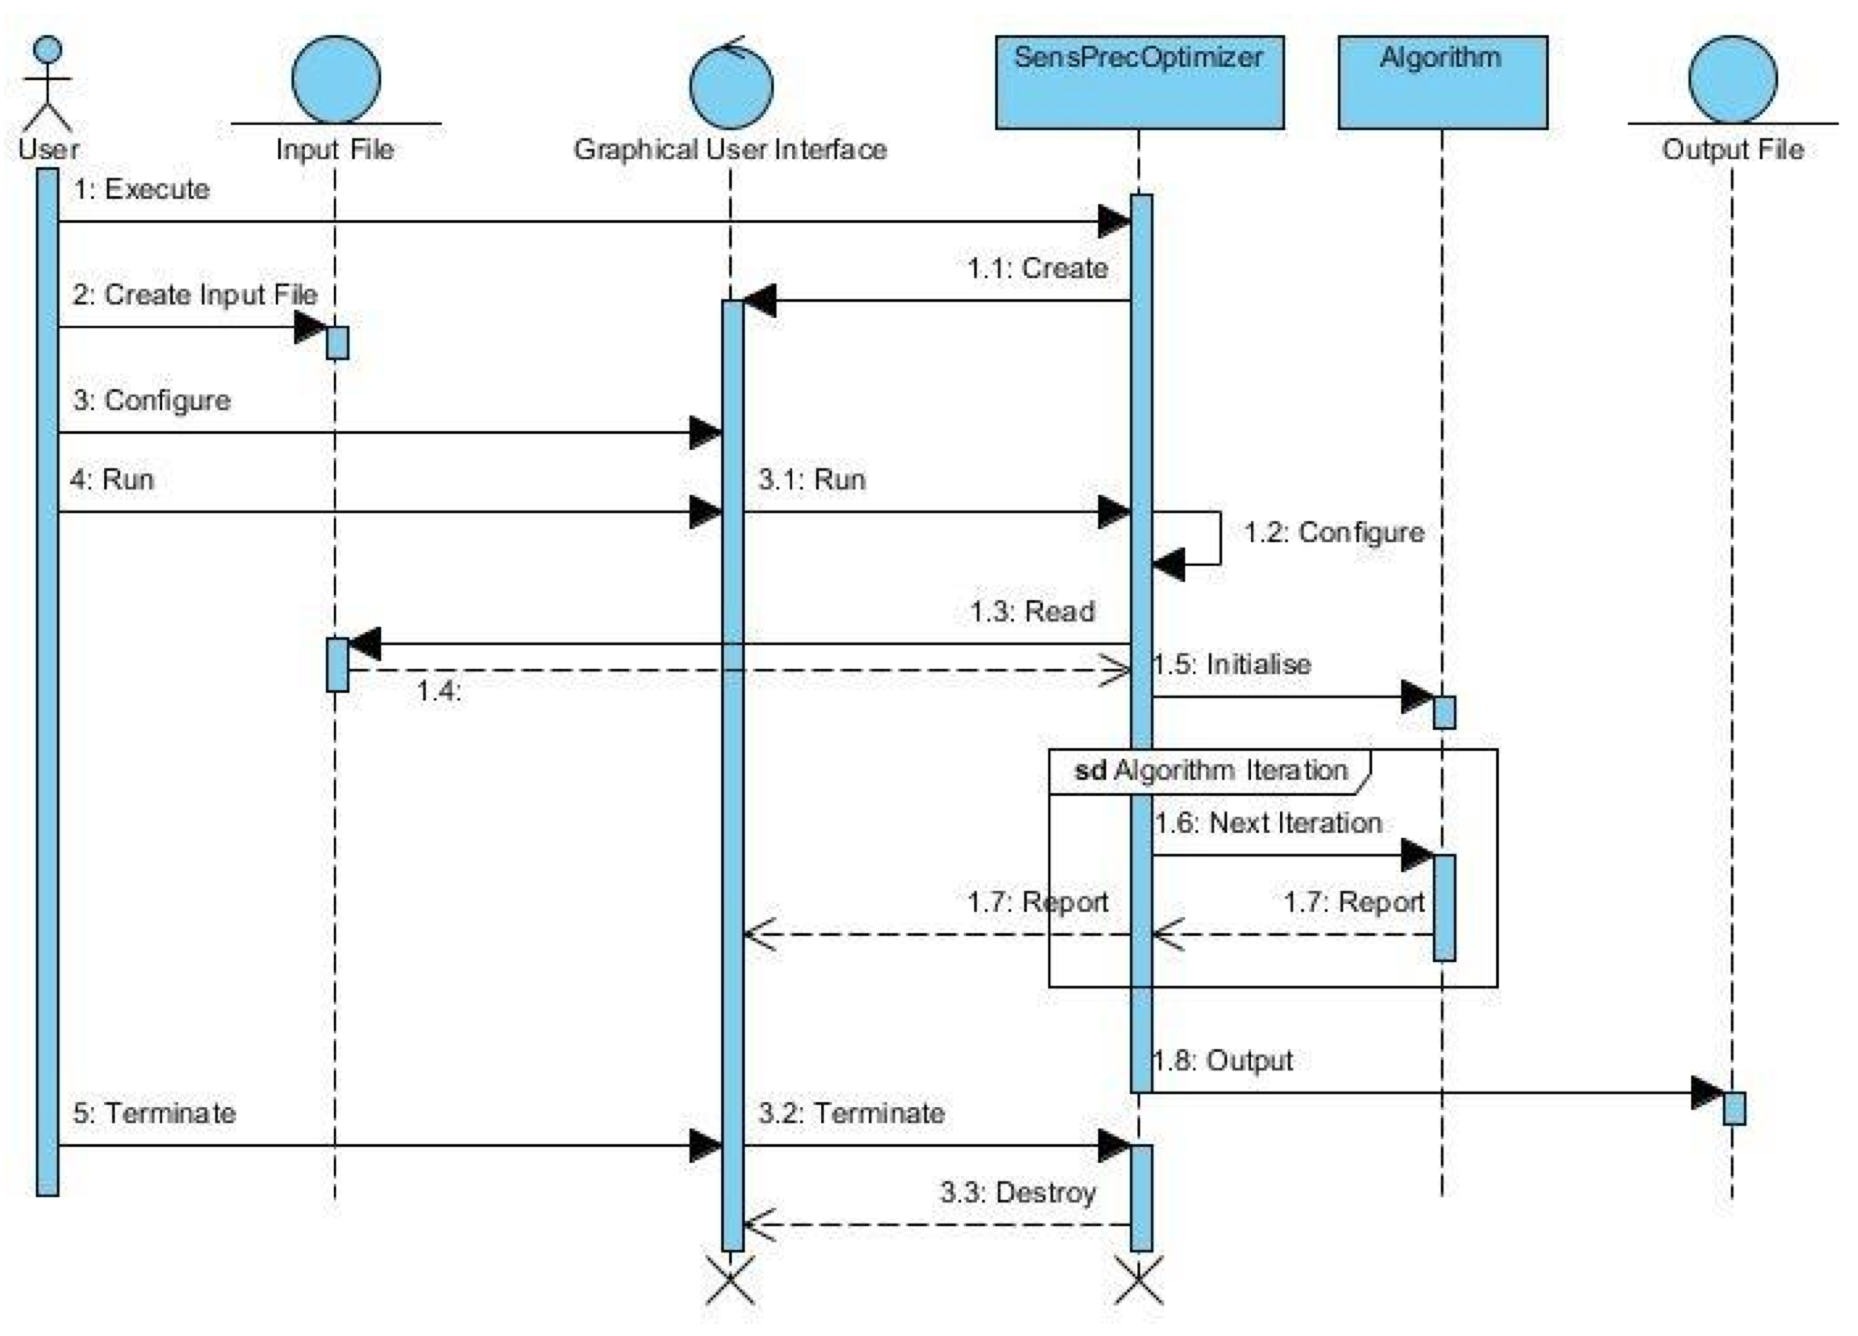 SensPrecOptimizer
Algorithm
User
Input File
Graphical User Interface
Output File
1: Execute
1.1: Create
2: Create Input File
3: Configure
4: Run
3.1: Run
1.2: Configure
1.3: Read
1.4:
1.5: Initialise
sd Algorithm Iteration
1.6: Next Iteration
1.7: Report
1.7: Report
1.8: Output
5: Terminate
3.2: Terminate
3.3: Destroy